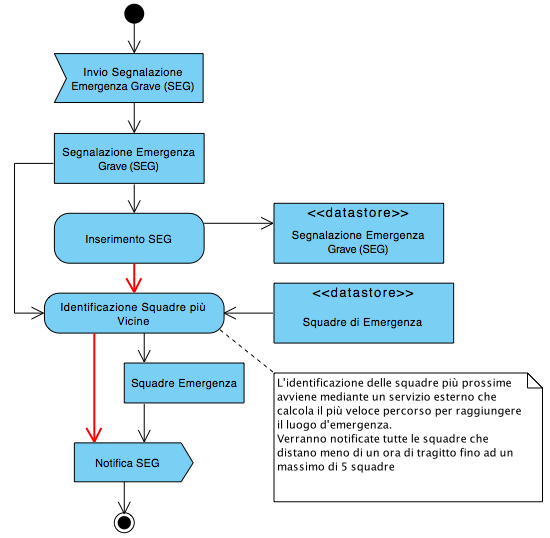 Invio Segnalazione
Emergenza Grave (SEG)
Segnalazione Emergenza
Grave (SEG)
Inserimento SEG
<<datastore>>
Segnalazione Emergenza
Grave (SEG)
Identificazione Squadre più
Vicine
<<datastore>>
Squadre di Emergenza
Squadre Emergenza
L'identificazione delle squadre più prossime
avviene mediante un servizio esterno che
calcola il più veloce percorso per raggiungere
il luogo d'emergenza.
Verranno notificate tutte le squadre che
distano meno di un ora di tragitto fino ad un
massimo di 5 squadre
Notifica SEG